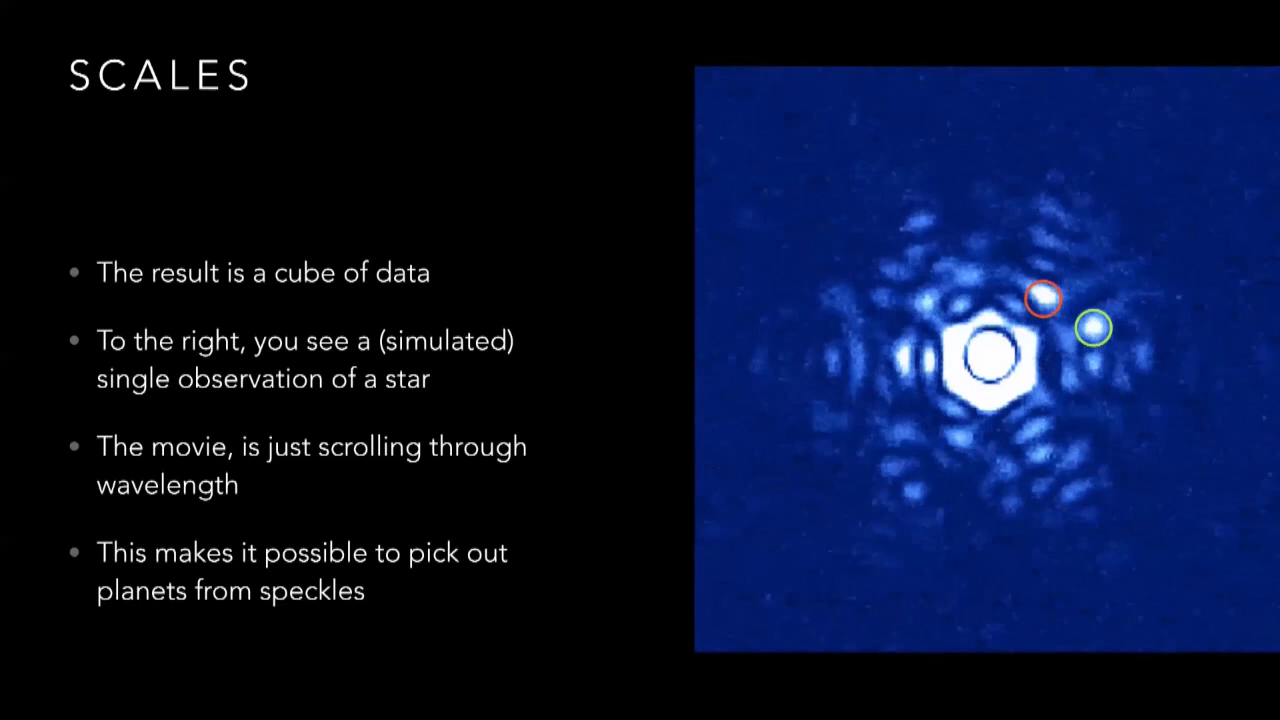 SCALES
• The result is a cube of data
• To the right, you see a (simulated)
single observation of a star
• The movie, is just scrolling through
wavelength
• This makes it possible to pick out
planets from speckles